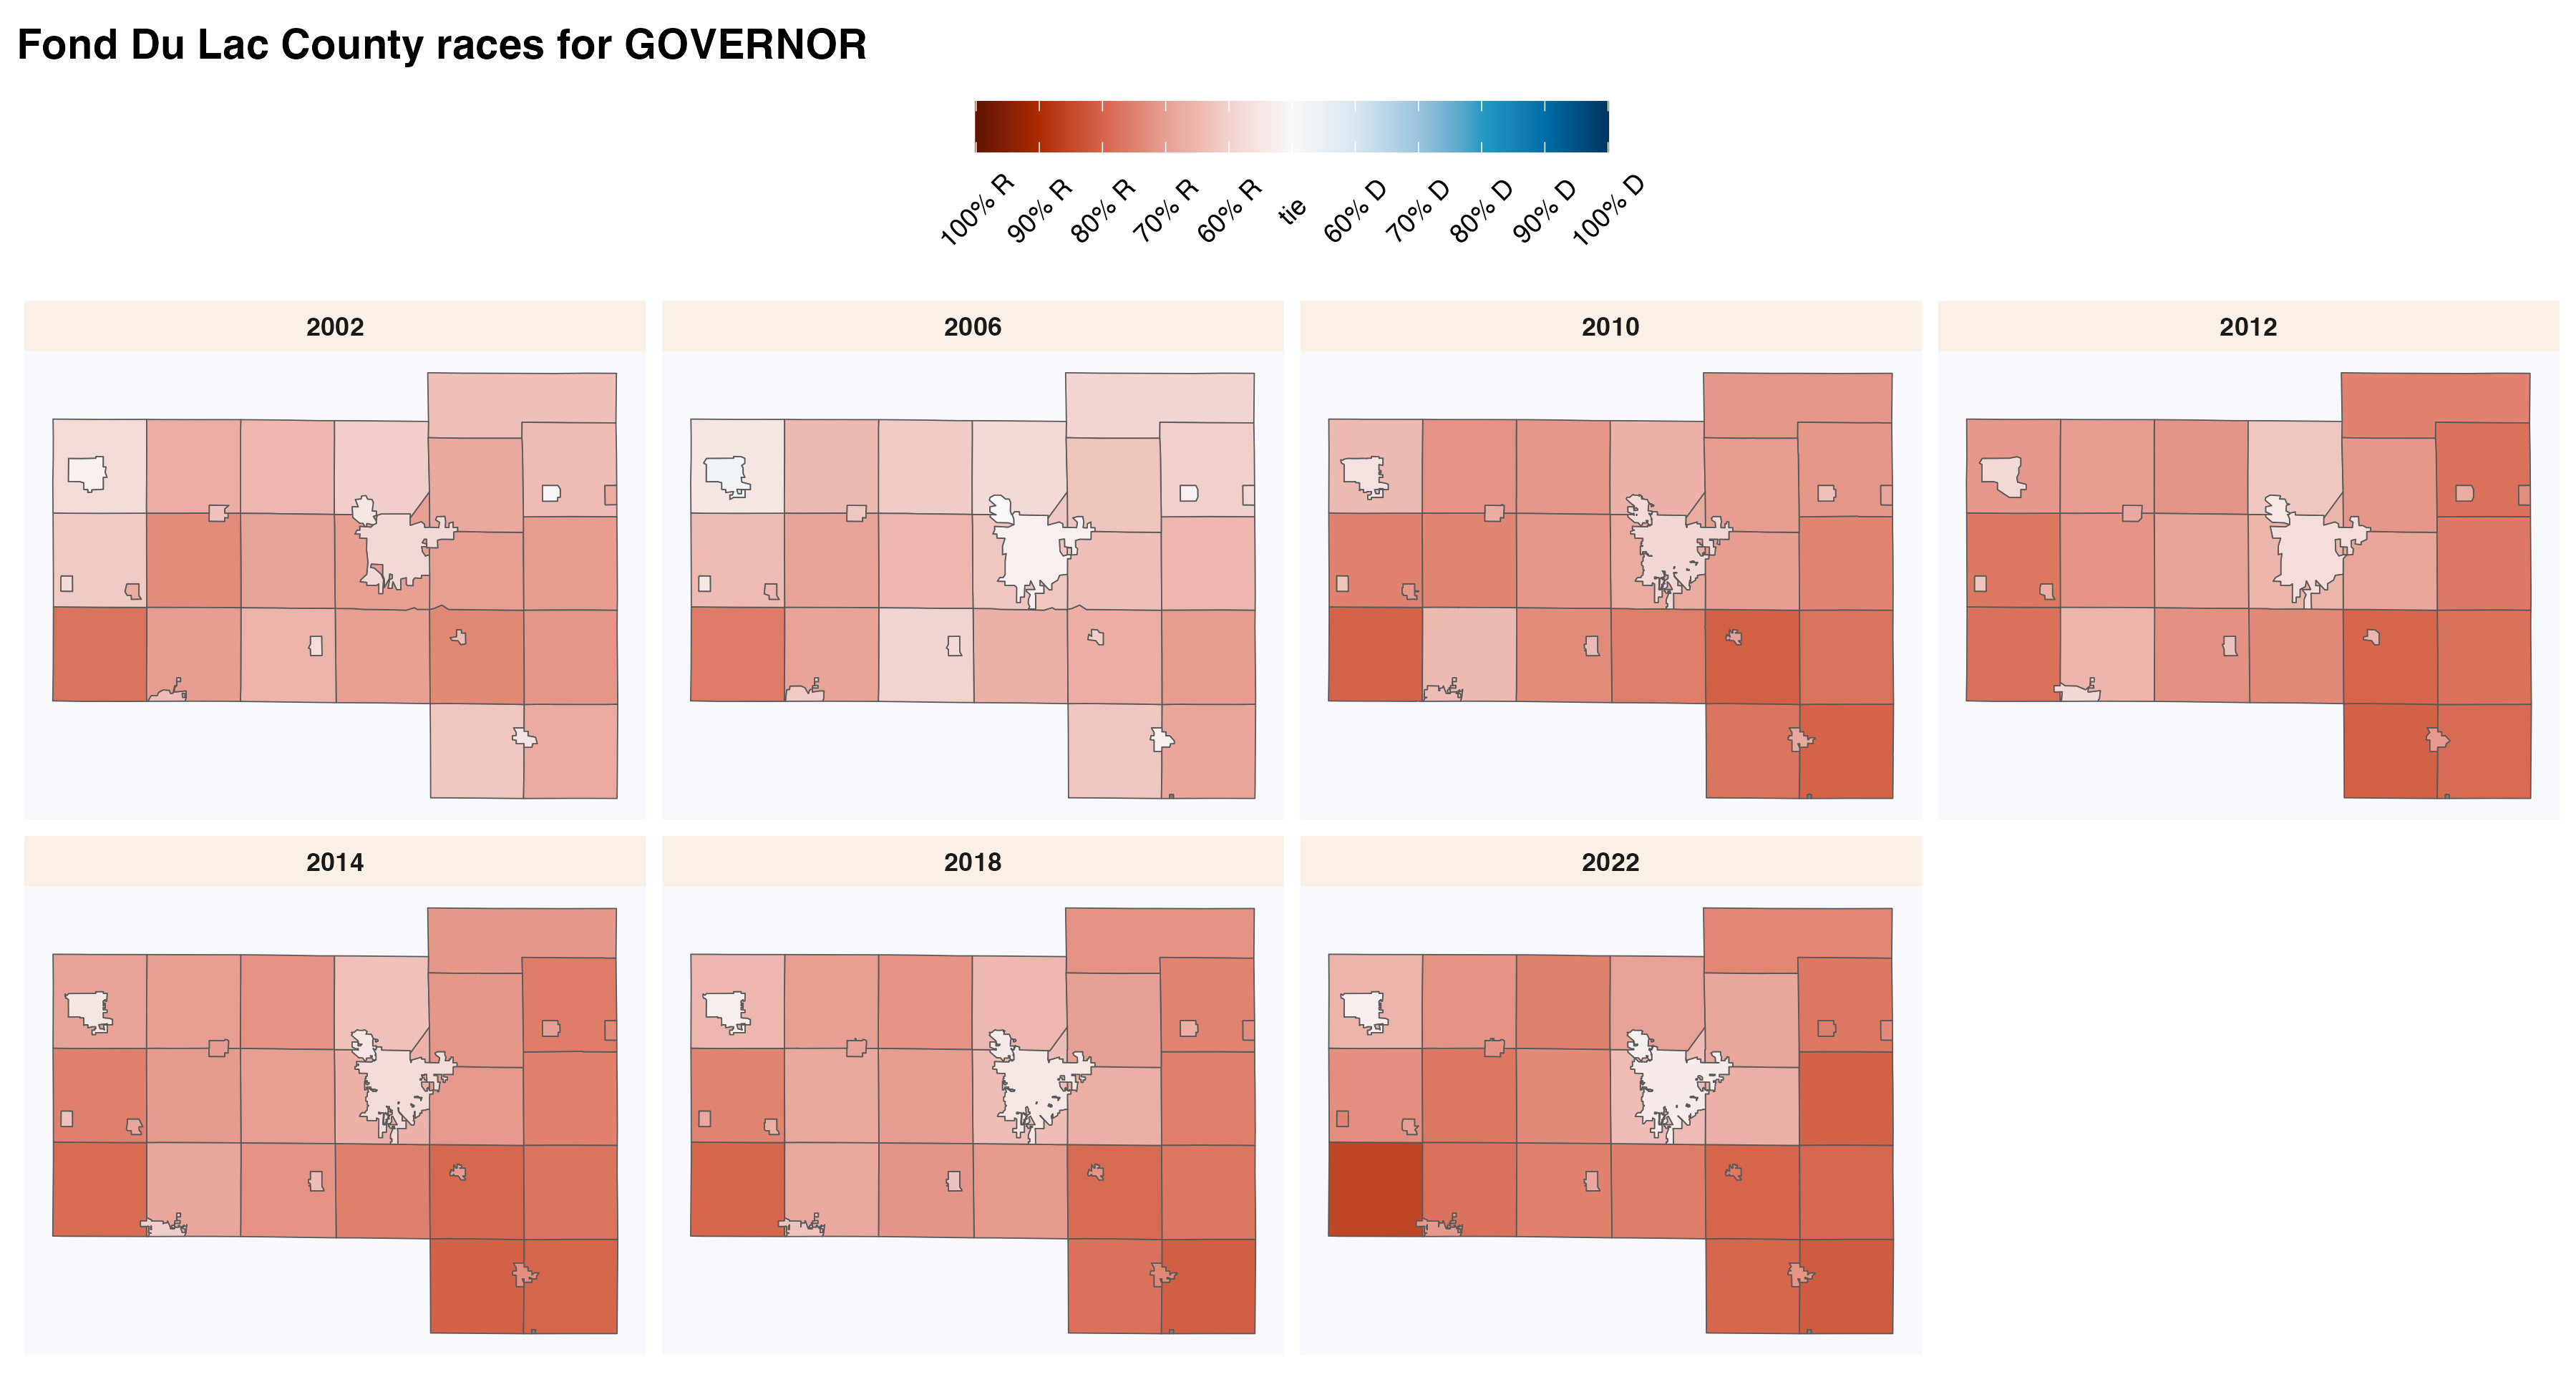 Fond Du Lac County races for GOVERNOR
100% R
90% R
80% R
70% R
60% R
tie
60% D
70% D
80% D
90% D
100% D
2002
2006
2010
2012
2014
2018
2022